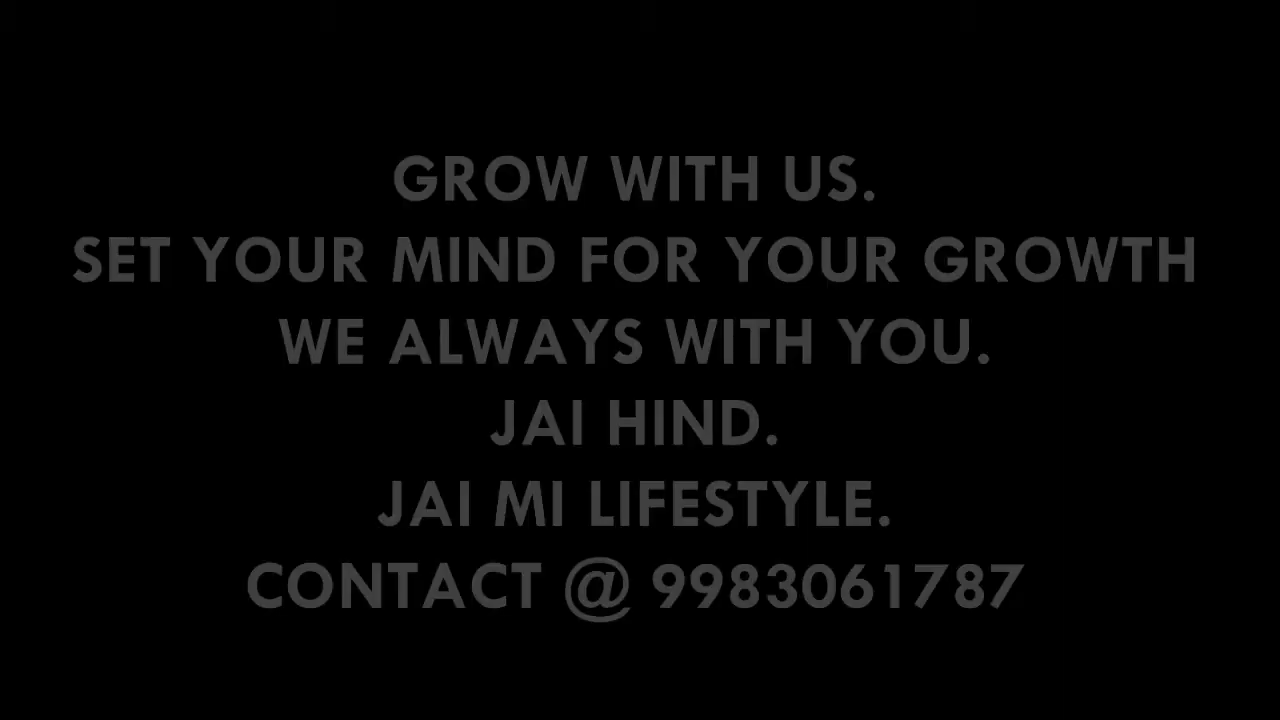 GROW WITH US.
SET YOUR MIND FOR YOUR GROWTH
WE ALWAYS WITH YOU.
JAI HIND.
JAI MI LIFESTYLE.
CONTACT @ 9983061787